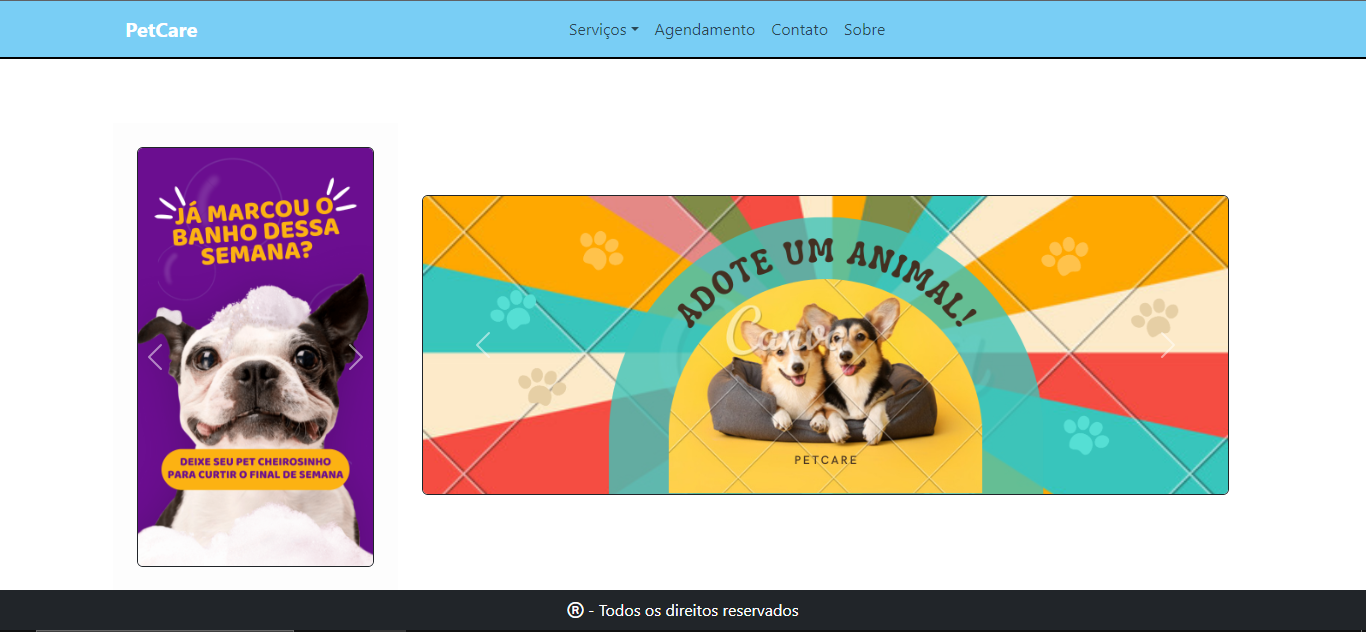 PetCare
Serviços Agendamento Contato Sobre
JÁ MARCOU O
BANHO DESSA
SEMANA?
DEIXE SEU PET CHEIROSINHO
PARA CURTIR O FINAL DE SEMANA
ADOTE UM ANIMAL!
Canva
PETCARE
® - Todos os direitos reservados